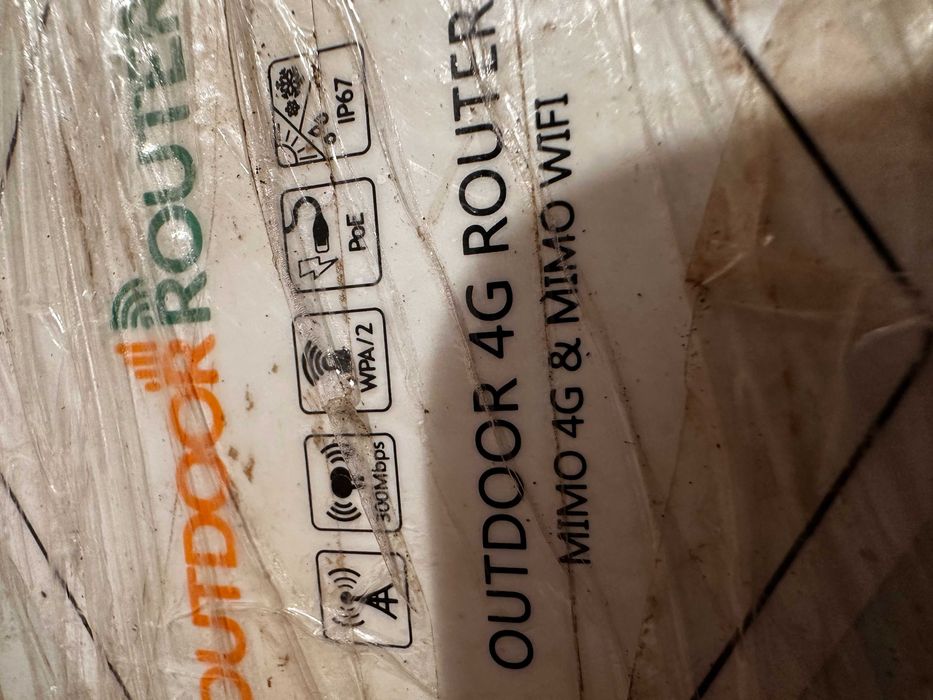 OUTDOOR ROUTER
300Mbps
WPA/2
PoE
IP67
OUTDOOR 4G ROUTER
MIMO 4G & MIMO WIFI